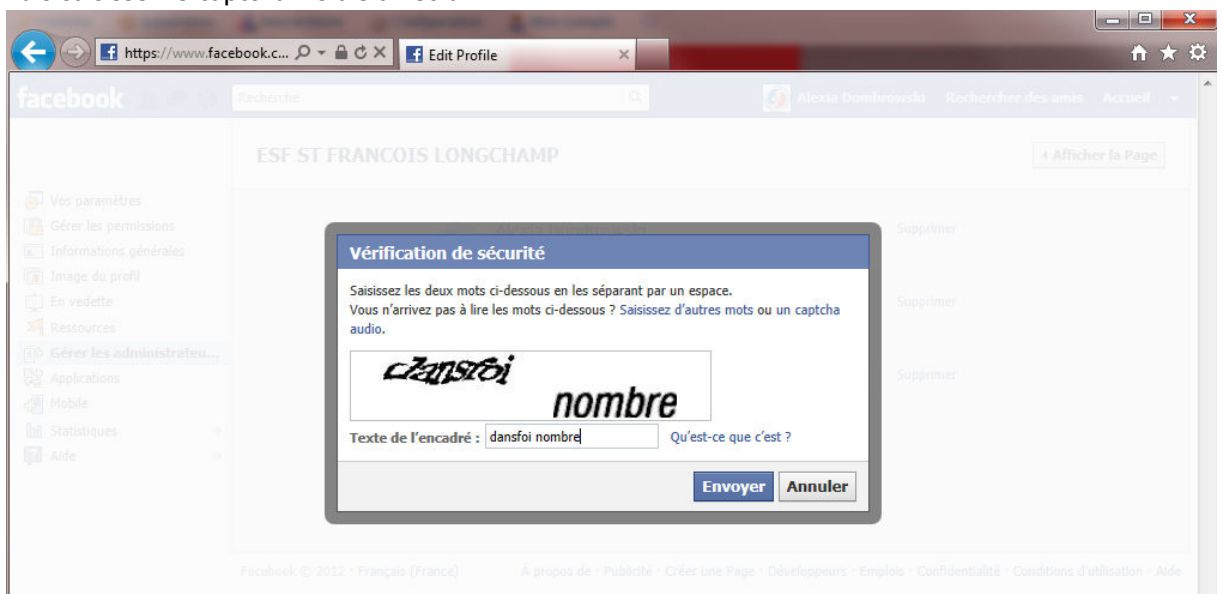 https://www.facebook.c...
Edit Profile
facebook
Recherche
Alexia Dombrowski Rechercher des amis Accueil
ESF ST FRANCOIS LONGCHAMP
Afficher la Page
Vos paramètres
Gérer les permissions
Supprimer
Informations générales
Image du profil
En vedette
Supprimer
Ressources
Gérer les administrateu...
Applications
Supprimer
Mobile
Statistiques
Aide
Vérification de sécurité
Saisissez les deux mots ci-dessous en les séparant par un espace.
Vous n'arrivez pas à lire les mots ci-dessous ? Saisissez d'autres mots ou un captcha
audio.
nombre
Texte de l'encadré : dansfoi nombre Qu'est-ce que c'est ?
Envoyer Annuler
Facebook © 2012 · Français (France)
À propos de · Publicité · Créer une Page · Développeurs · Emplois · Confidentialité · Conditions d'utilisation · Aide